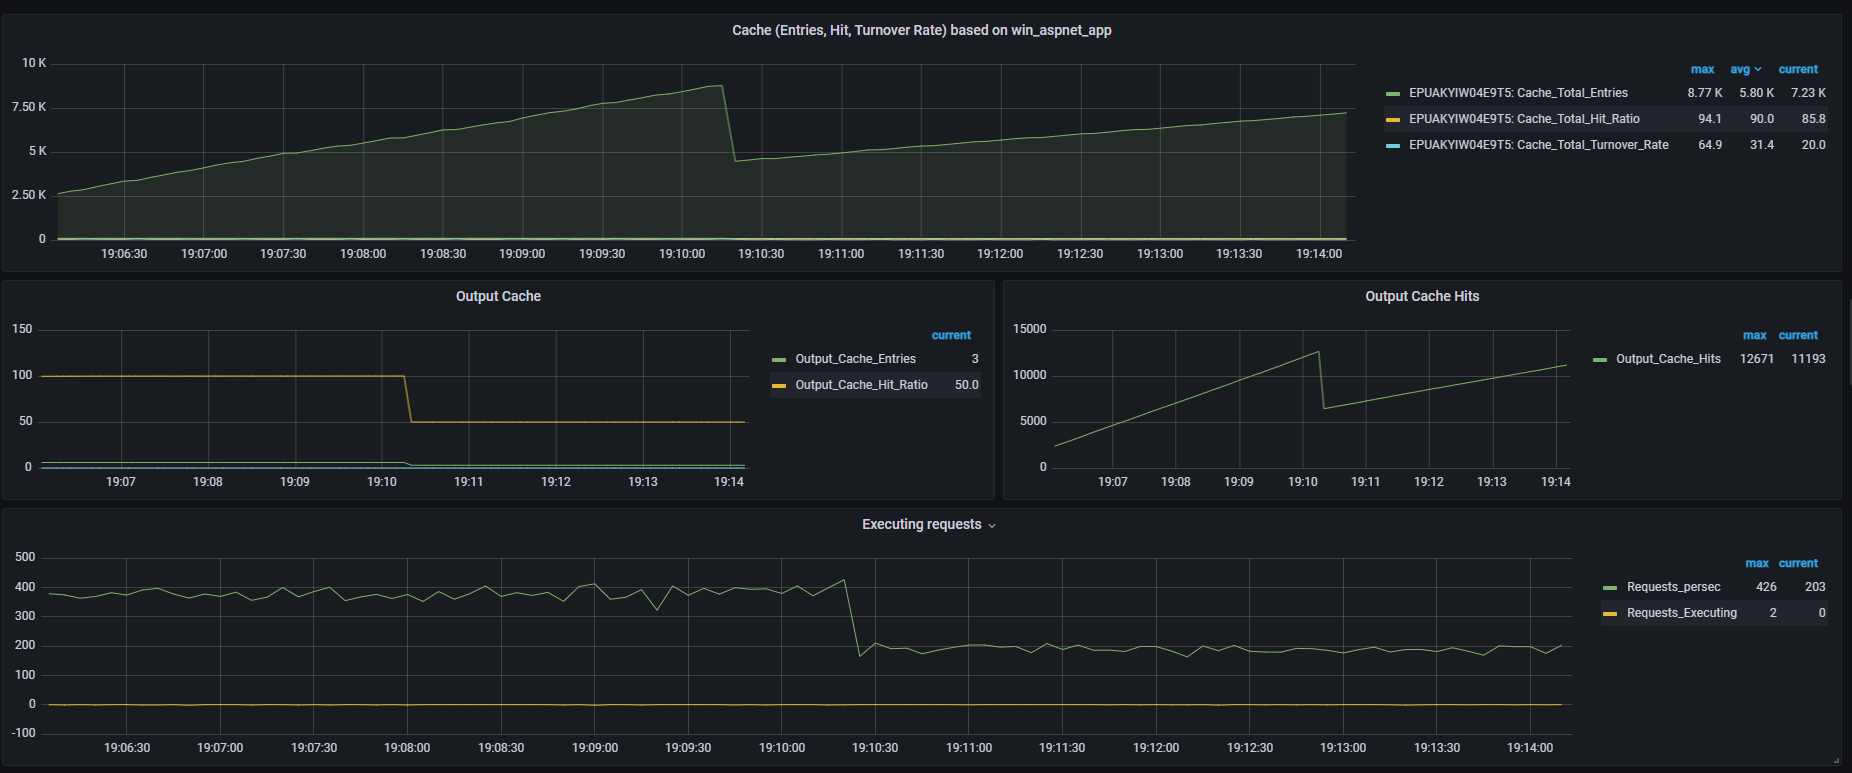 Cache (Entries, Hit, Turnover Rate) based on win_aspnet_app
10 K
7.50 K
5 K
2.50 K
0
19:06:30 19:07:00 19:07:30 19:08:00 19:08:30 19:09:00 19:09:30 19:10:00 19:10:30 19:11:00 19:11:30 19:12:00 19:12:30 19:13:00 19:13:30 19:14:00
max avg current
EPUAKYIW04E9T5: Cache_Total_Entries 8.77 K 5.80 K 7.23 K
EPUAKYIW04E9T5: Cache_Total_Hit_Ratio 94.1 90.0 85.8
EPUAKYIW04E9T5: Cache_Total_Turnover_Rate 64.9 31.4 20.0
Output Cache
150
100
50
0
19:07 19:08 19:09 19:10 19:11 19:12 19:13 19:14
current
Output_Cache_Entries 3
Output_Cache_Hit_Ratio 50.0
Output Cache Hits
15000
10000
5000
0
19:07 19:08 19:09 19:10 19:11 19:12 19:13 19:14
max current
Output_Cache_Hits 12671 11193
Executing requests
500
400
300
200
100
0
-100
19:06:30 19:07:00 19:07:30 19:08:00 19:08:30 19:09:00 19:09:30 19:10:00 19:10:30 19:11:00 19:11:30 19:12:00 19:12:30 19:13:00 19:13:30 19:14:00
max current
Requests_persec 426 203
Requests_Executing 2 0